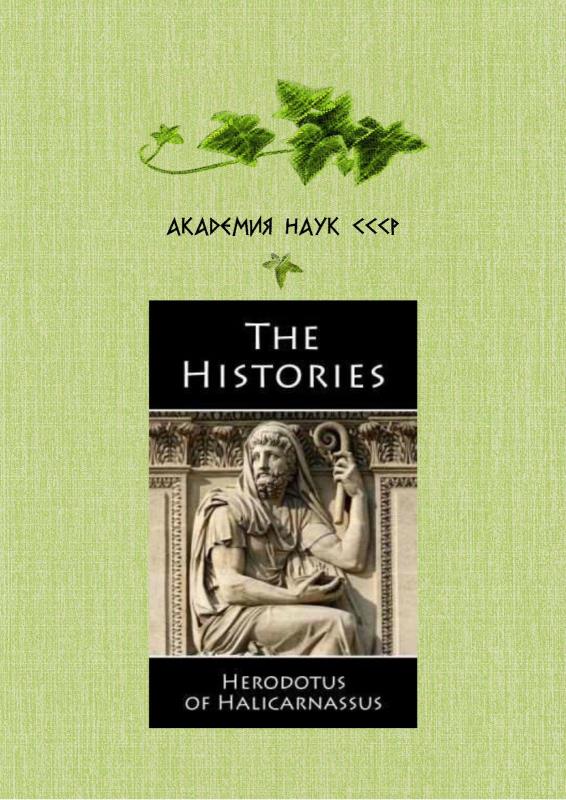 АКАДЕМИЯ НАУК СССР
THE
HISTORIES
HERODOTUS
OF HALICARNASSUS